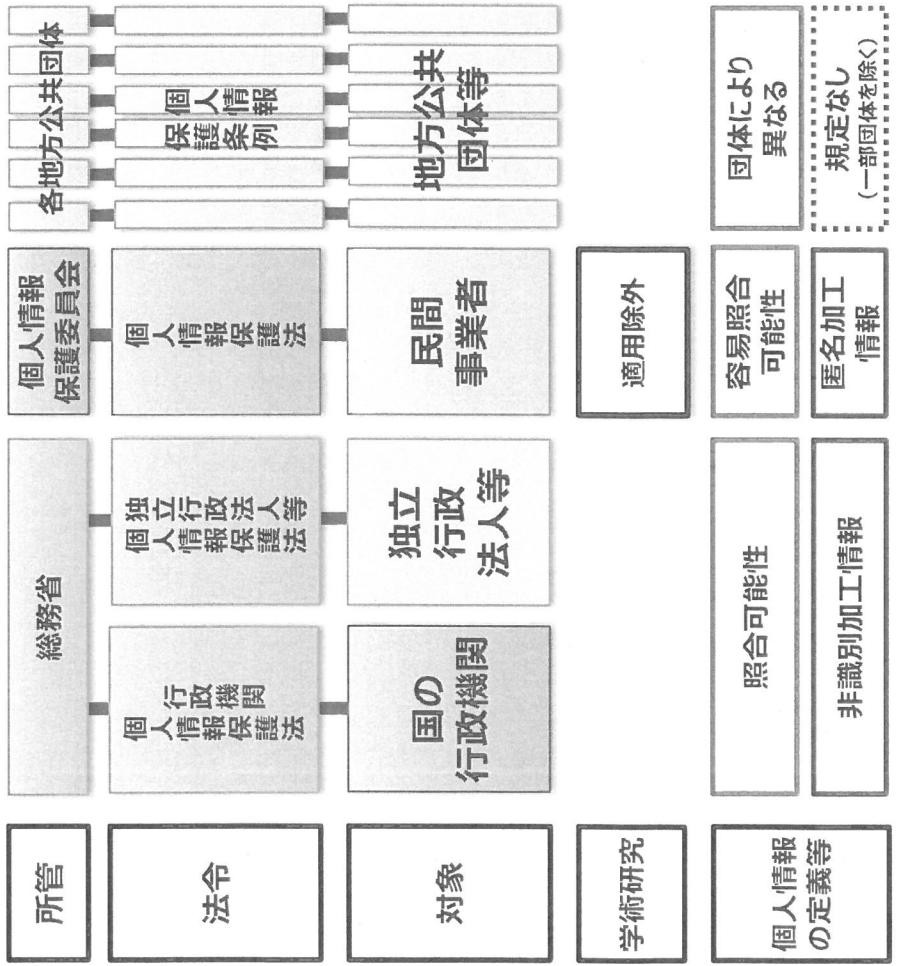 所管
総務省
個人情報
保護委員会
各地方公共団体
法令
行政機関
個人情報保護法
独立行政法人等
個人情報保護法
個人情報保護法
個人情報
保護条例
対象
国の
行政機関
独立
行政
法人等
民間
事業者
地方公共
団体等
学術研究
適用除外
個人情報
の定義等
照合可能性
容易照合
可能性
団体により
異なる
非識別加工情報
匿名加工
情報
規定なし
(一部団体を除く)